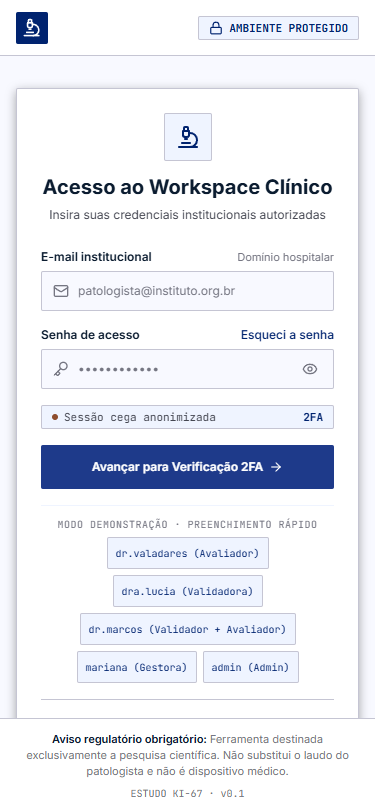 AMBIENTE PROTEGIDO
Acesso ao Workspace Clínico
Insira suas credenciais institucionais autorizadas
E-mail institucional
Domínio hospitalar
patologista@instituto.org.br
Senha de acesso
Esqueci a senha
••••••••••••
Sessão cega anonimizada
2FA
Avançar para Verificação 2FA →
MODO DEMONSTRAÇÃO · PREENCHIMENTO RÁPIDO
dr.valadares (Avaliador)
dra.lucia (Validadora)
dr.marcos (Validador + Avaliador)
mariana (Gestora)
admin (Admin)
Aviso regulatório obrigatório: Ferramenta destinada
exclusivamente a pesquisa científica. Não substitui o laudo do
patologista e não é dispositivo médico.
ESTUDO KI-67 · v0.1